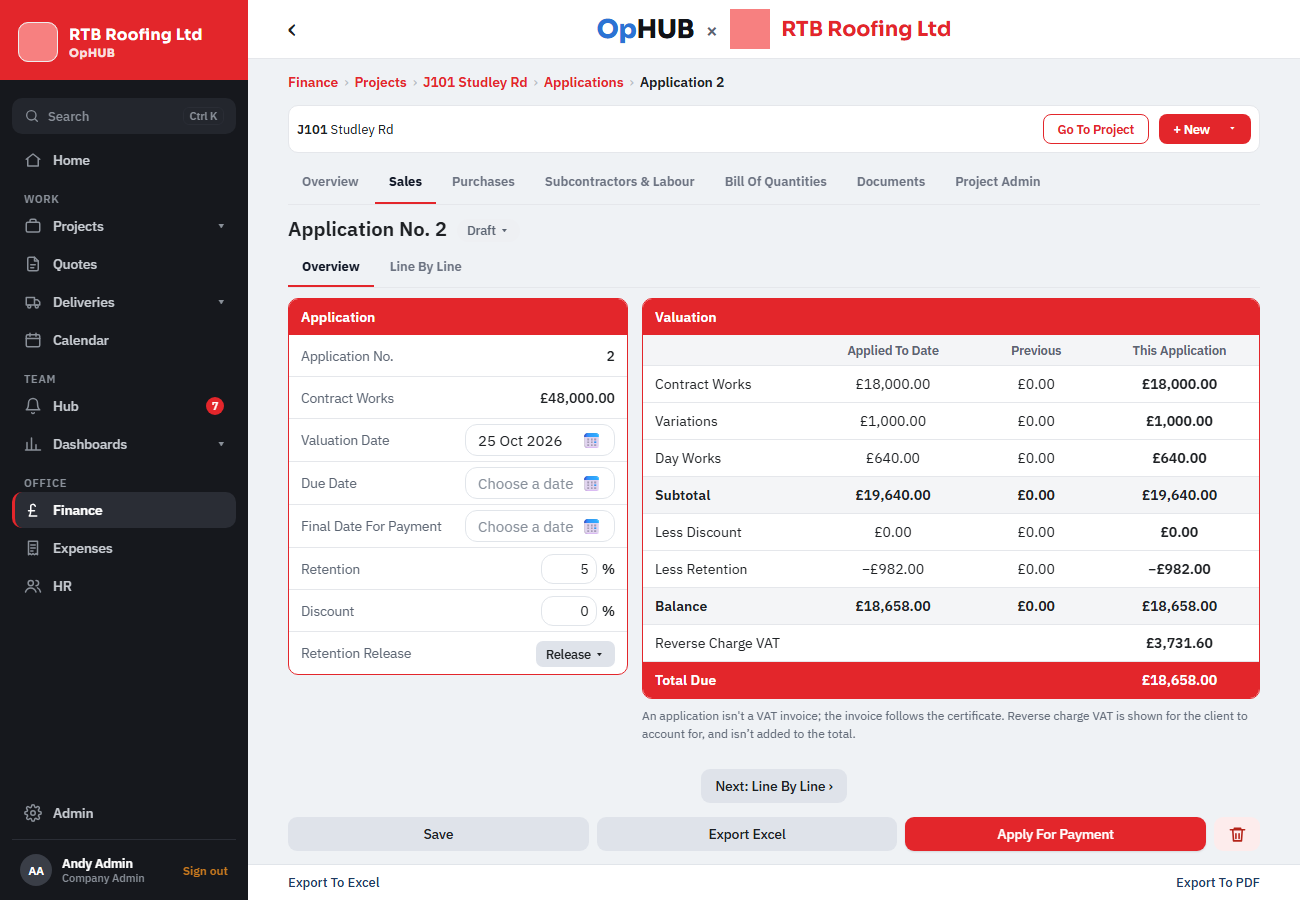 RTB Roofing Ltd
OpHUB
Search Ctrl K
Home
WORK
Projects
Quotes
Deliveries
Calendar
TEAM
Hub 7
Dashboards
OFFICE
£ Finance
Expenses
HR
Admin
AA Andy Admin
Company Admin
Sign out
OpHUB × RTB Roofing Ltd
Finance › Projects › J101 Studley Rd › Applications › Application 2
J101 Studley Rd
Go To Project
+ New
Overview Sales Purchases Subcontractors & Labour Bill Of Quantities Documents Project Admin
Application No. 2 Draft
Overview Line By Line
Application
Application No. 2
Contract Works £48,000.00
Valuation Date 25 Oct 2026
Due Date Choose a date
Final Date For Payment Choose a date
Retention 5 %
Discount 0 %
Retention Release Release
Valuation
Applied To Date Previous This Application
Contract Works £18,000.00 £0.00 £18,000.00
Variations £1,000.00 £0.00 £1,000.00
Day Works £640.00 £0.00 £640.00
Subtotal £19,640.00 £0.00 £19,640.00
Less Discount £0.00 £0.00 £0.00
Less Retention −£982.00 £0.00 −£982.00
Balance £18,658.00 £0.00 £18,658.00
Reverse Charge VAT £3,731.60
Total Due £18,658.00
An application isn't a VAT invoice; the invoice follows the certificate. Reverse charge VAT is shown for the client to
account for, and isn’t added to the total.
Next: Line By Line ›
Save Export Excel Apply For Payment
Export To Excel Export To PDF